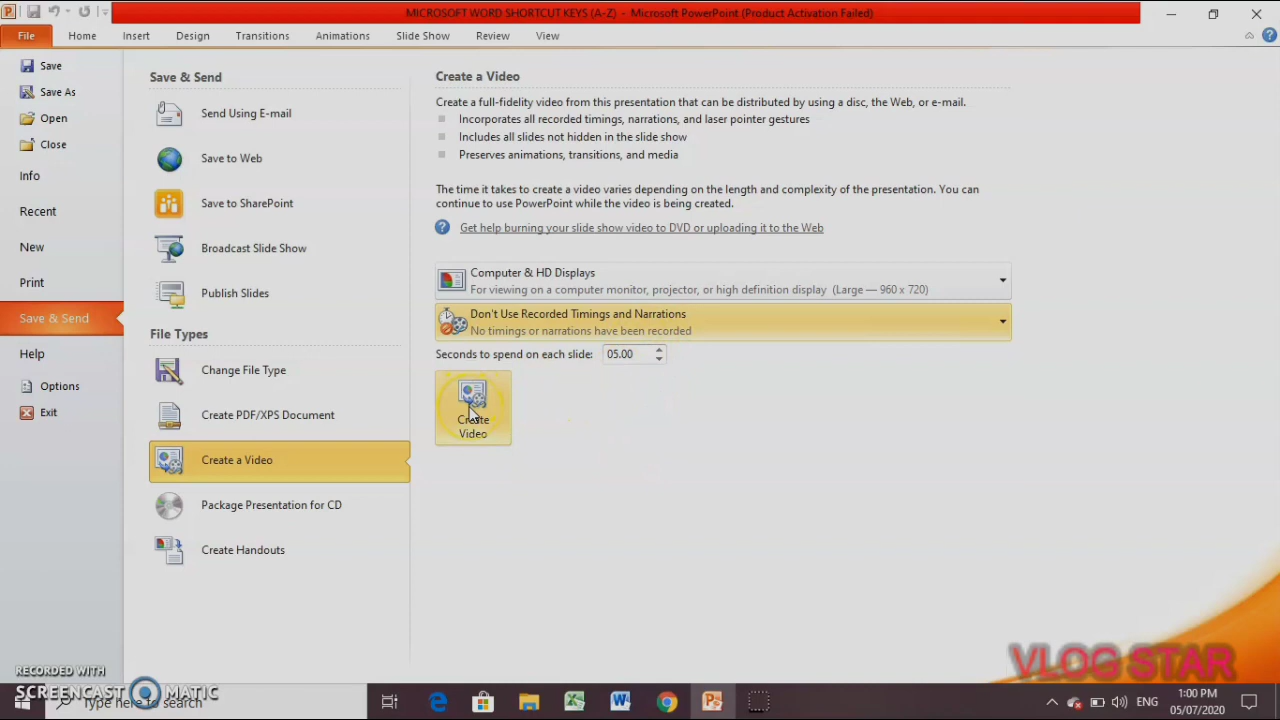 MICROSOFT WORD SHORTCUT KEYS (A-Z) - Microsoft PowerPoint (Product Activation Failed)
File Home Insert Design Transitions Animations Slide Show Review View
Save
Save As
Open
Close
Info
Recent
New
Print
Save & Send
Help
Options
Exit
Save & Send
Send Using E-mail
Save to Web
Save to SharePoint
Broadcast Slide Show
Publish Slides
File Types
Change File Type
Create PDF/XPS Document
Create a Video
Package Presentation for CD
Create Handouts
Create a Video
Create a full-fidelity video from this presentation that can be distributed by using a disc, the Web, or e-mail.
Incorporates all recorded timings, narrations, and laser pointer gestures
Includes all slides not hidden in the slide show
Preserves animations, transitions, and media
The time it takes to create a video varies depending on the length and complexity of the presentation. You can
continue to use PowerPoint while the video is being created.
Get help burning your slide show video to DVD or uploading it to the Web
Computer & HD Displays
For viewing on a computer monitor, projector, or high definition display (Large — 960 x 720)
Don't Use Recorded Timings and Narrations
No timings or narrations have been recorded
Seconds to spend on each slide: 05.00
Create
Video
VLOG STAR
RECORDED WITH
SCREENCAST MATIC
Type here to search
ENG
1:00 PM
05/07/2020